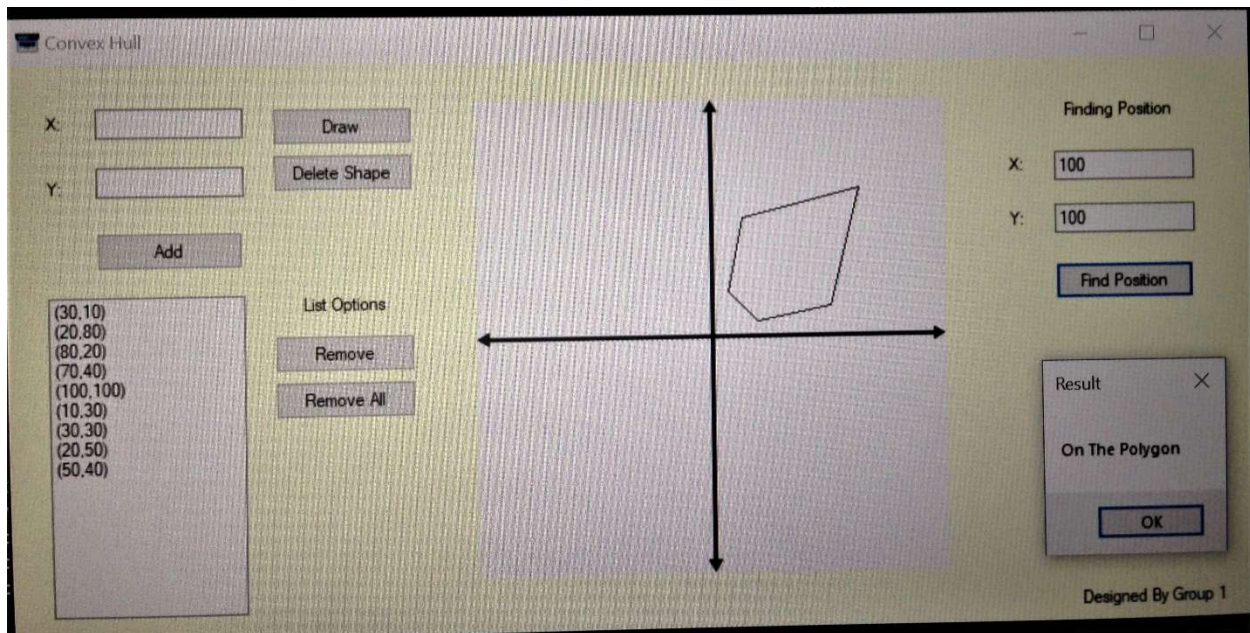 Convex Hull
X:
Draw
Y:
Delete Shape
Add
(30,10)
(20,80)
(80,20)
(70,40)
(100,100)
(10,30)
(30,30)
(20,50)
(50,40)
List Options
Remove
Remove All
Finding Position
X: 100
Y: 100
Find Position
Result
On The Polygon
OK
Designed By Group 1